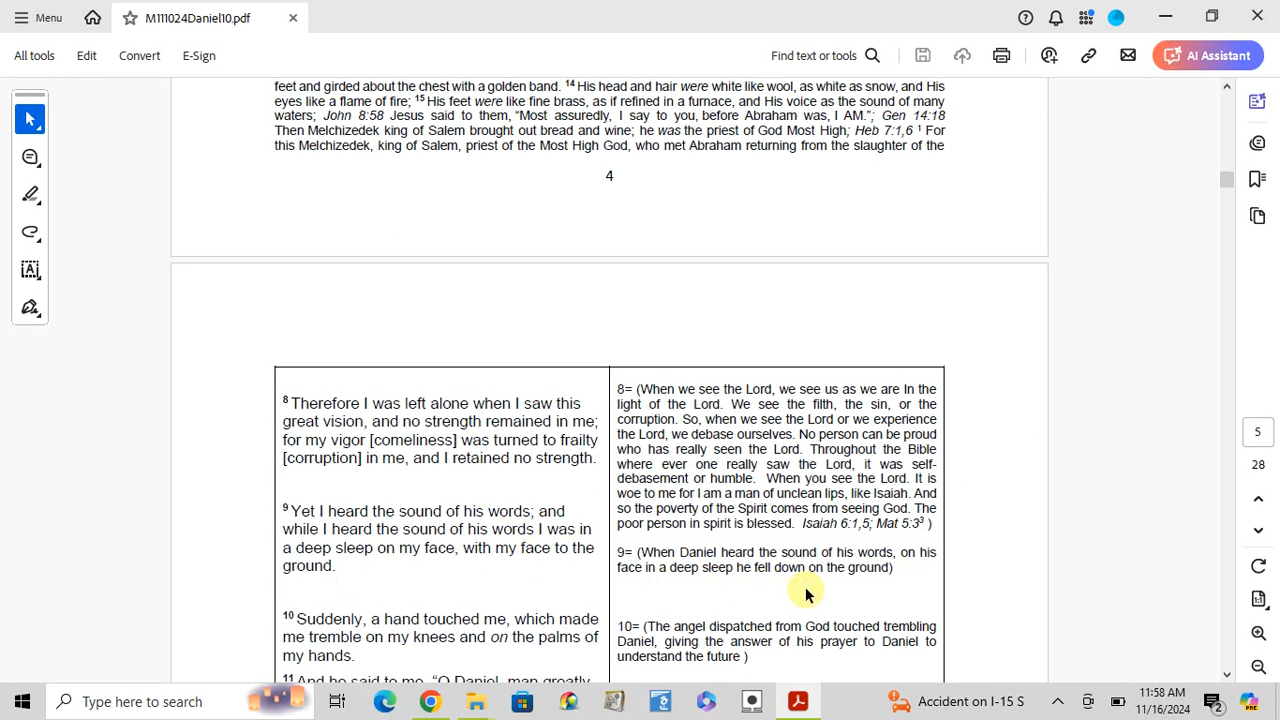 Menu
M111024Daniel10.pdf
All tools Edit Convert E-Sign
Find text or tools
AI Assistant
feet and girded about the chest with a golden band. 14 His head and hair were white like wool, as white as snow, and His
eyes like a flame of fire; 15 His feet were like fine brass, as if refined in a furnace, and His voice as the sound of many
waters; John 8:58 Jesus said to them, “Most assuredly, I say to you, before Abraham was, I AM.”; Gen 14:18
Then Melchizedek king of Salem brought out bread and wine; he was the priest of God Most High; Heb 7:1,6 1 For
this Melchizedek, king of Salem, priest of the Most High God, who met Abraham returning from the slaughter of the
4
8 Therefore I was left alone when I saw this
great vision, and no strength remained in me;
for my vigor [comeliness] was turned to frailty
[corruption] in me, and I retained no strength.
9 Yet I heard the sound of his words; and
while I heard the sound of his words I was in
a deep sleep on my face, with my face to the
ground.
10 Suddenly, a hand touched me, which made
me tremble on my knees and on the palms of
my hands.
11 And he said to me, “O Daniel, man greatly
8= (When we see the Lord, we see us as we are In the
light of the Lord. We see the filth, the sin, or the
corruption. So, when we see the Lord or we experience
the Lord, we debase ourselves. No person can be proud
who has really seen the Lord. Throughout the Bible
where ever one really saw the Lord, it was self-
debasement or humble. When you see the Lord. It is
woe to me for I am a man of unclean lips, like Isaiah. And
so the poverty of the Spirit comes from seeing God. The
poor person in spirit is blessed. Isaiah 6:1,5; Mat 5:3 3 )
9= (When Daniel heard the sound of his words, on his
face in a deep sleep he fell down on the ground)
10= (The angel dispatched from God touched trembling
Daniel, giving the answer of his prayer to Daniel to
understand the future )
5
28
Type here to search
Accident on I-15 S
11:58 AM
11/16/2024
2
PRE